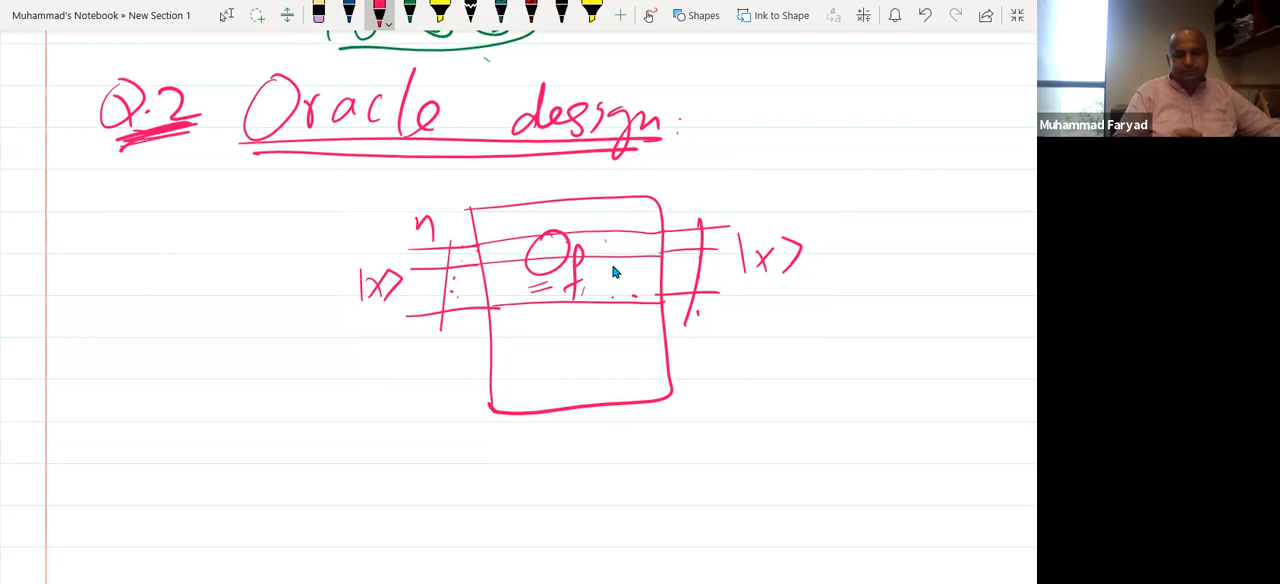 Muhammad's Notebook » New Section 1
Shapes
Ink to Shape
Muhammad Faryad
Q.2 Oracle design:
n
|x⟩
Of
|x⟩